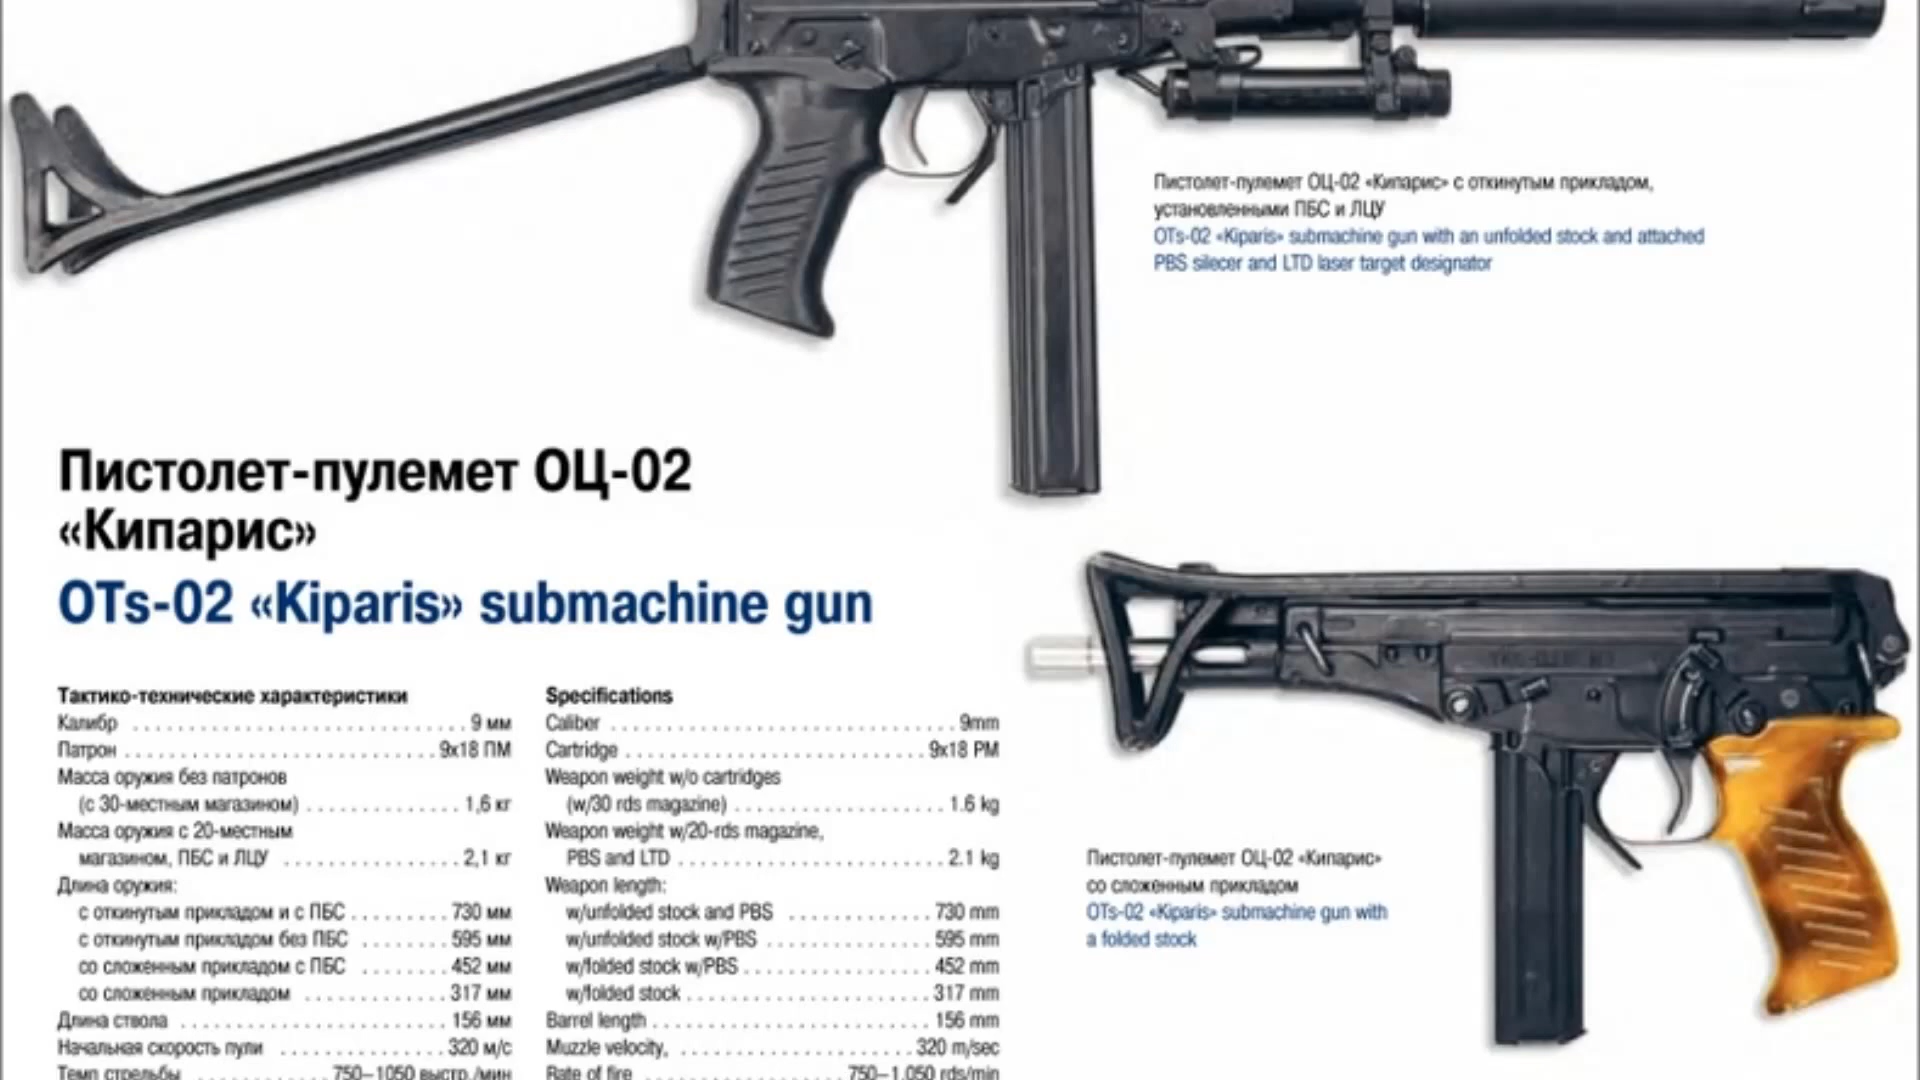 Пистолет-пулемет ОЦ-02 «Кипарис» с откинутым прикладом,
установленными ПБС и ЛЦУ
OTs-02 «Kiparis» submachine gun with an unfolded stock and attached
PBS silecer and LTD laser target designator
Пистолет-пулемет ОЦ-02
«Кипарис»
OTs-02 «Kiparis» submachine gun
Тактико-технические характеристики
Калибр . . . . . . . . . . 9 мм
Патрон . . . . . . . . . . 9х18 ПМ
Масса оружия без патронов
(с 30-местным магазином) . . . . . . . . . . 1,6 кг
Масса оружия с 20-местным
магазином, ПБС и ЛЦУ . . . . . . . . . . 2,1 кг
Длина оружия:
с откинутым прикладом и с ПБС . . . . . . . . . . 730 мм
с откинутым прикладом без ПБС . . . . . . . . . . 595 мм
со сложенным прикладом с ПБС . . . . . . . . . . 452 мм
со сложенным прикладом . . . . . . . . . . 317 мм
Длина ствола . . . . . . . . . . 156 мм
Начальная скорость пули . . . . . . . . . . 320 м/с
Темп стрельбы . . . . . . . . . . 750–1050 выстр./мин
Specifications
Caliber . . . . . . . . . . 9mm
Cartridge . . . . . . . . . . 9x18 PM
Weapon weight w/o cartridges
(w/30 rds magazine) . . . . . . . . . . 1.6 kg
Weapon weight w/20-rds magazine,
PBS and LTD . . . . . . . . . . 2.1 kg
Weapon length:
w/unfolded stock and PBS . . . . . . . . . . 730 mm
w/unfolded stock w/PBS . . . . . . . . . . 595 mm
w/folded stock w/PBS . . . . . . . . . . 452 mm
w/folded stock . . . . . . . . . . 317 mm
Barrel length . . . . . . . . . . 156 mm
Muzzle velocity, . . . . . . . . . . 320 m/sec
Rate of fire . . . . . . . . . . 750–1,050 rds/min
Пистолет-пулемет ОЦ-02 «Кипарис»
со сложенным прикладом
OTs-02 «Kiparis» submachine gun with
a folded stock